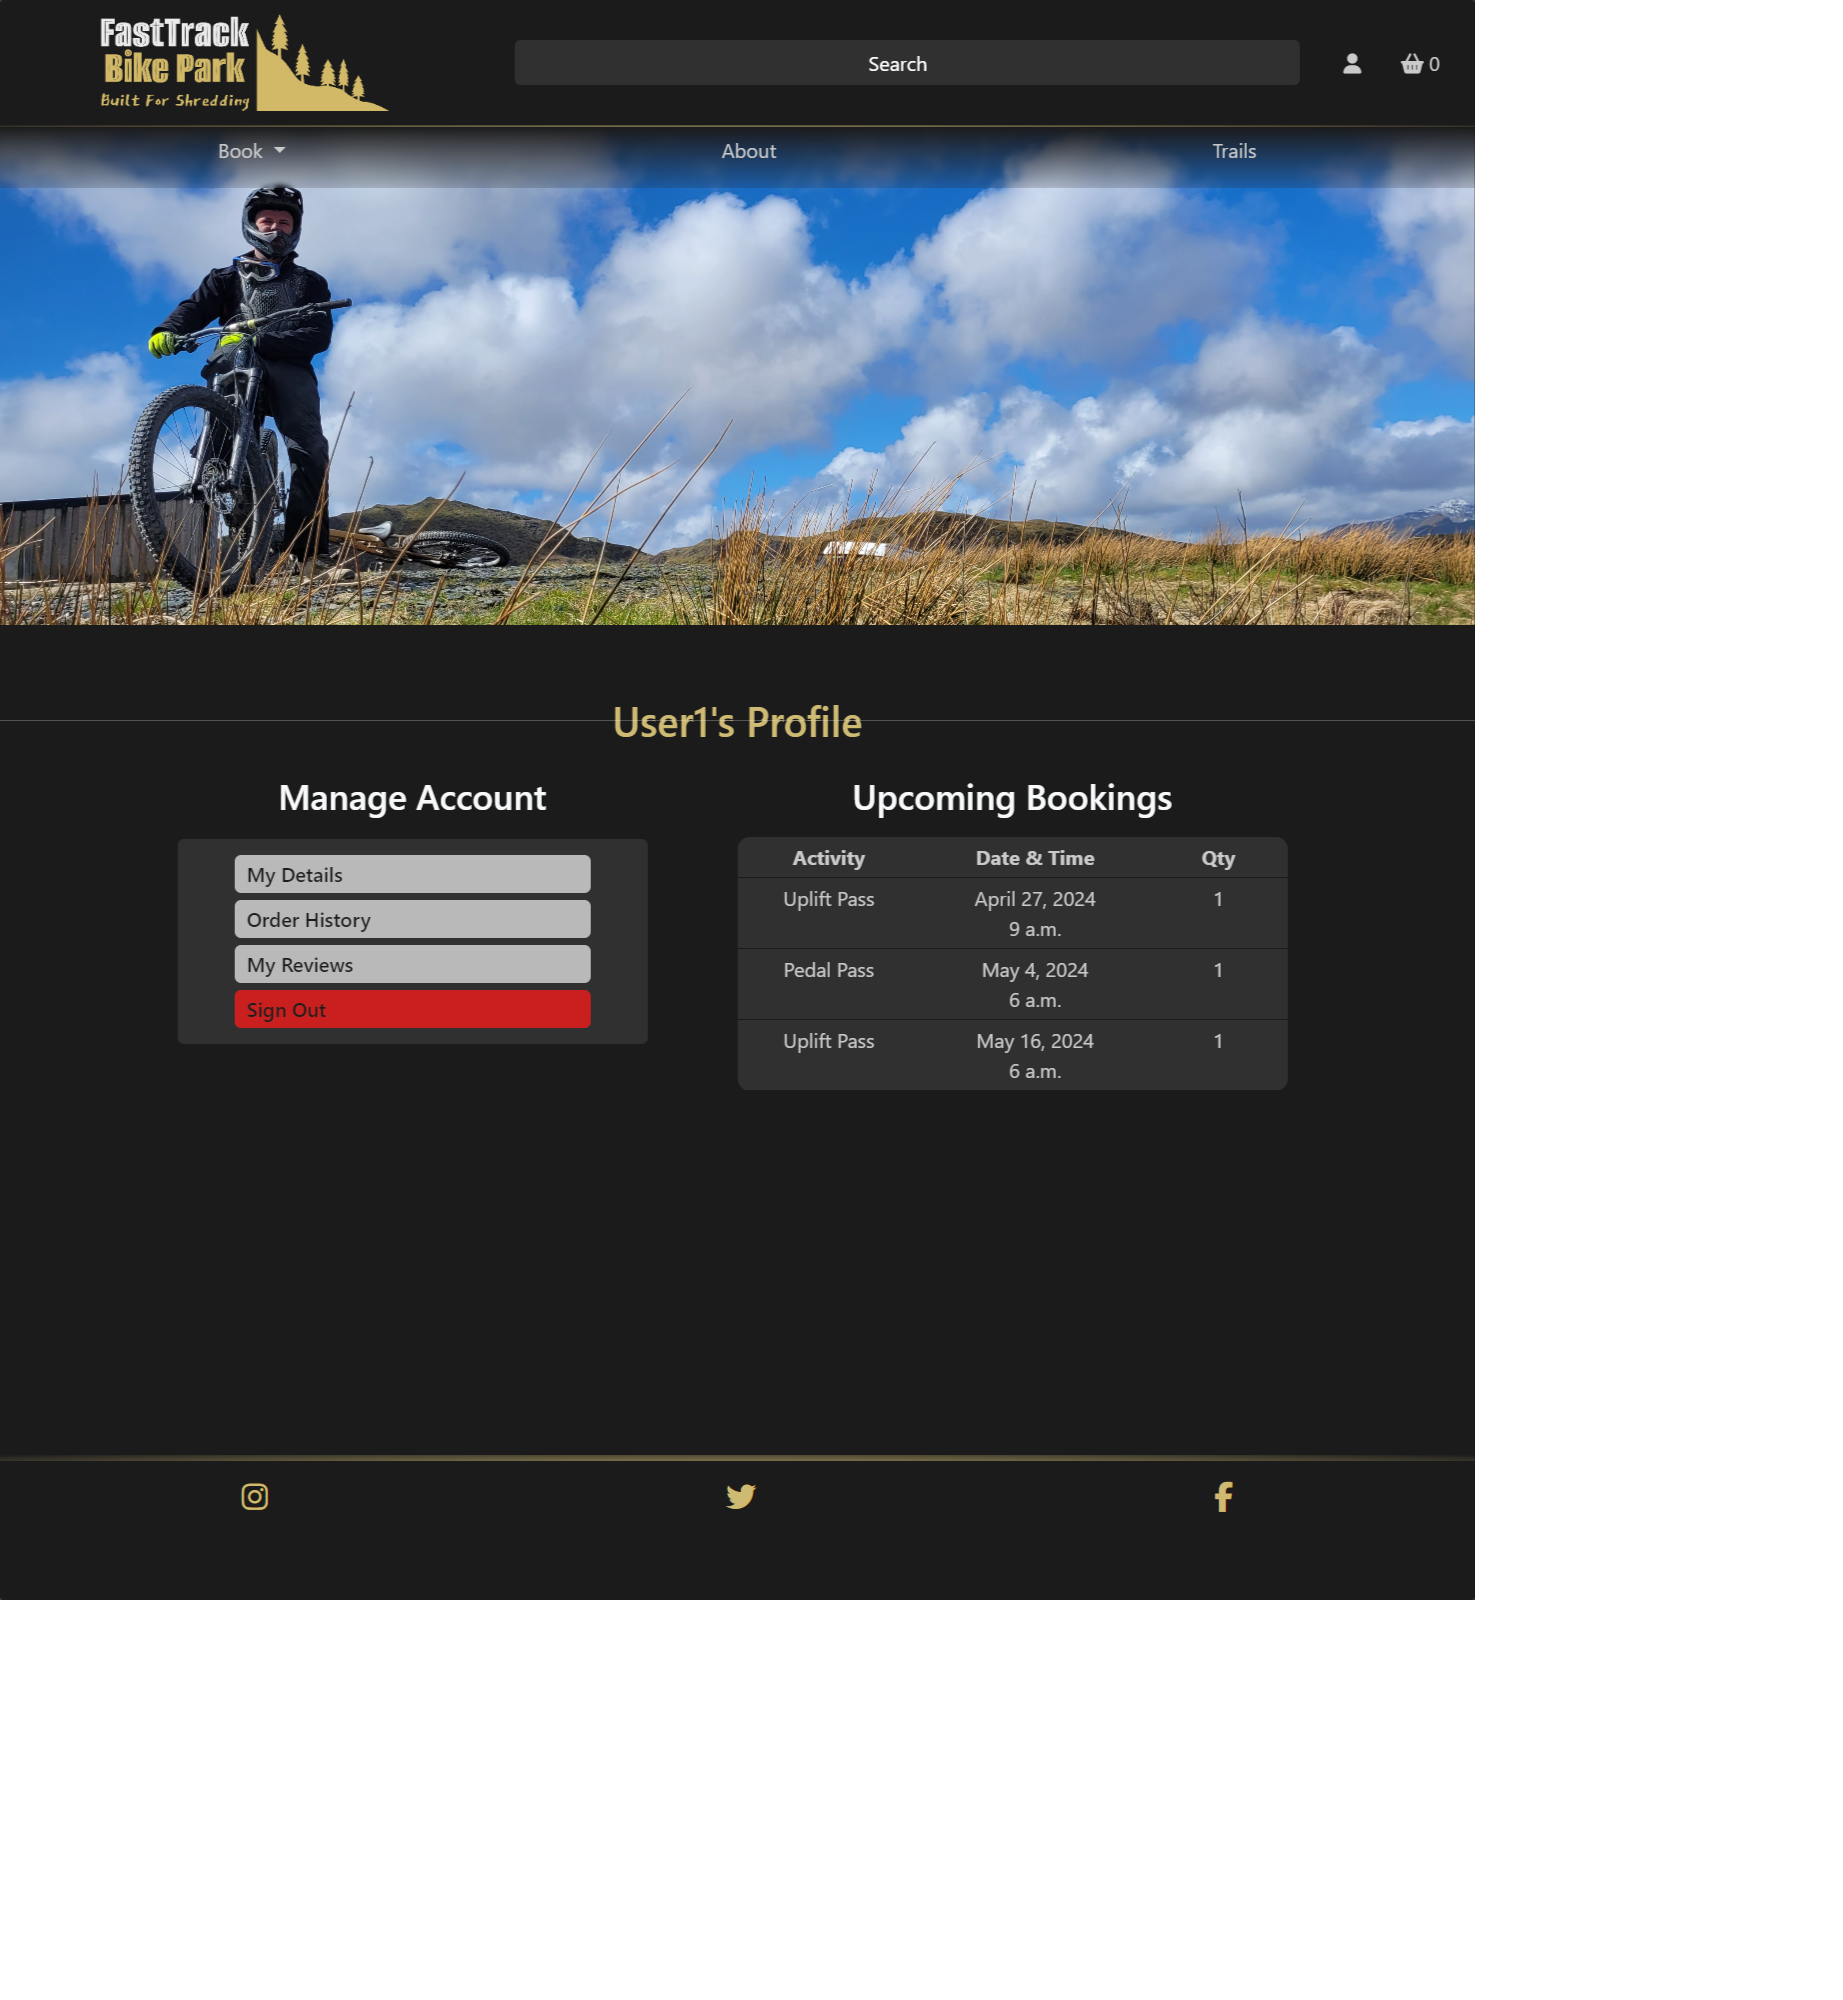 FastTrack
Bike Park
Built For Shredding
Search
0
Book
About
Trails
User1's Profile
Manage Account
My Details
Order History
My Reviews
Sign Out
Upcoming Bookings
Activity Date & Time Qty
Uplift Pass April 27, 2024 1
9 a.m.
Pedal Pass May 4, 2024 1
6 a.m.
Uplift Pass May 16, 2024 1
6 a.m.